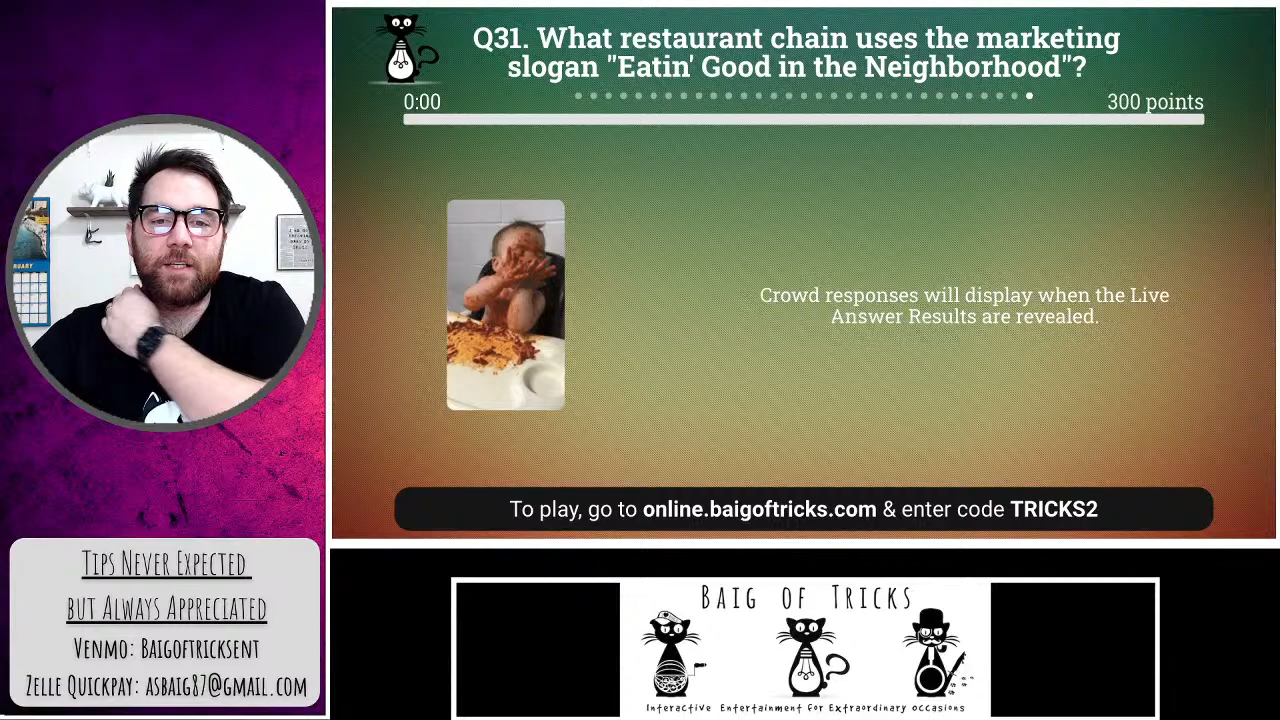 Q31. What restaurant chain uses the marketing
slogan "Eatin' Good in the Neighborhood"?
0:00
300 points
Crowd responses will display when the Live
Answer Results are revealed.
To play, go to online.baigoftricks.com & enter code TRICKS2
UARY
Tips Never Expected
but Always Appreciated
Venmo: Baigoftricksent
Zelle Quickpay: asbaig87@gmail.com
Baig of Tricks
Interactive Entertainment for Extraordinary Occasions